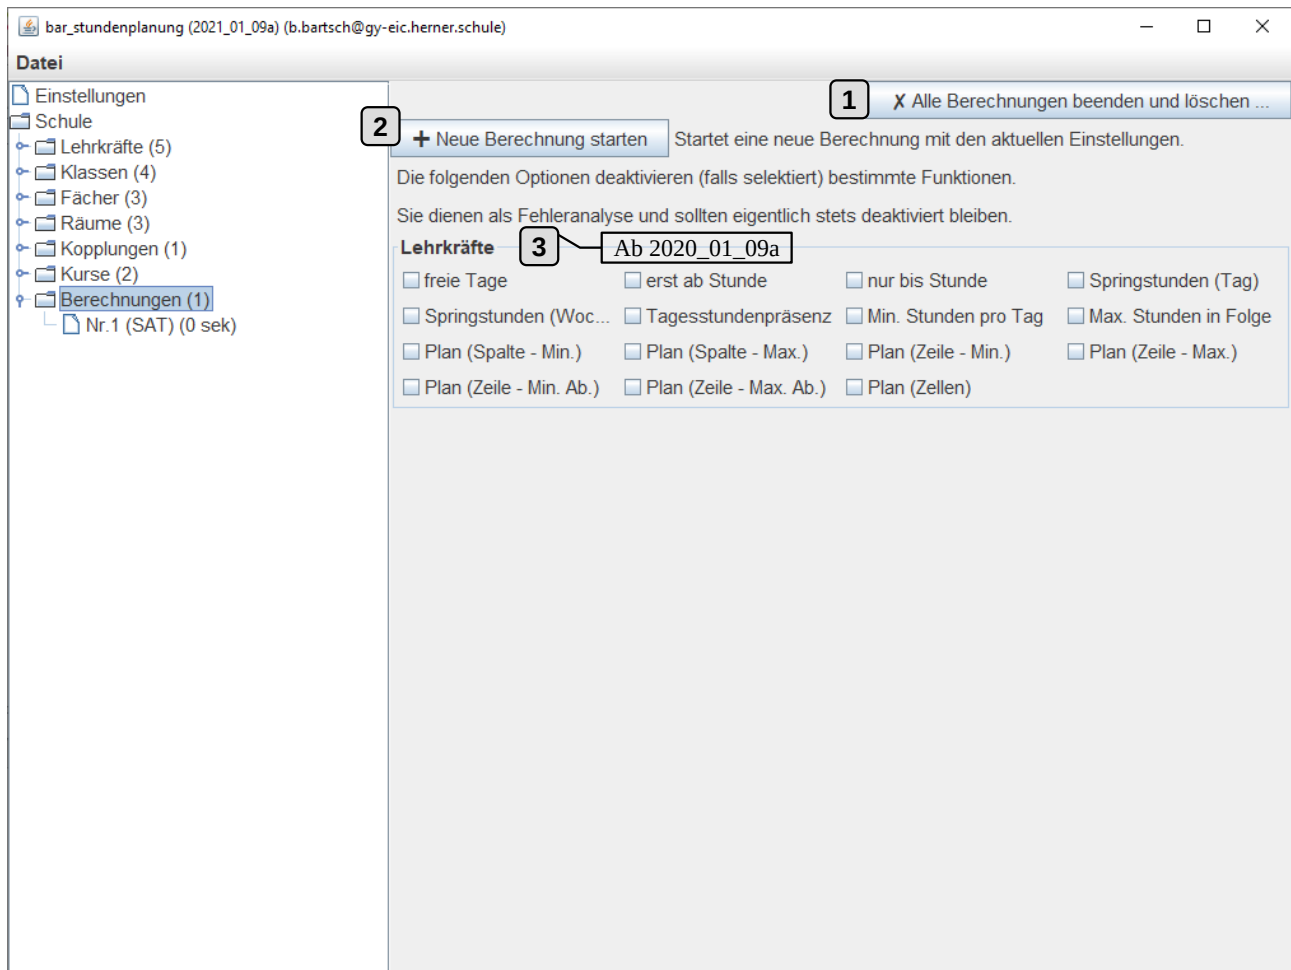 bar_stundenplanung (2021_01_09a) (b.bartsch@gy-eic.herner.schule)
Datei
Einstellungen
Schule
Lehrkräfte (5)
Klassen (4)
Fächer (3)
Räume (3)
Kopplungen (1)
Kurse (2)
Berechnungen (1)
Nr.1 (SAT) (0 sek)
1 ✗ Alle Berechnungen beenden und löschen ...
2 + Neue Berechnung starten Startet eine neue Berechnung mit den aktuellen Einstellungen.
Die folgenden Optionen deaktivieren (falls selektiert) bestimmte Funktionen.
Sie dienen als Fehleranalyse und sollten eigentlich stets deaktiviert bleiben.
Lehrkräfte 3 Ab 2020_01_09a
freie Tage erst ab Stunde nur bis Stunde Springstunden (Tag)
Springstunden (Woc... Tagesstundenpräsenz Min. Stunden pro Tag Max. Stunden in Folge
Plan (Spalte - Min.) Plan (Spalte - Max.) Plan (Zeile - Min.) Plan (Zeile - Max.)
Plan (Zeile - Min. Ab.) Plan (Zeile - Max. Ab.) Plan (Zellen)